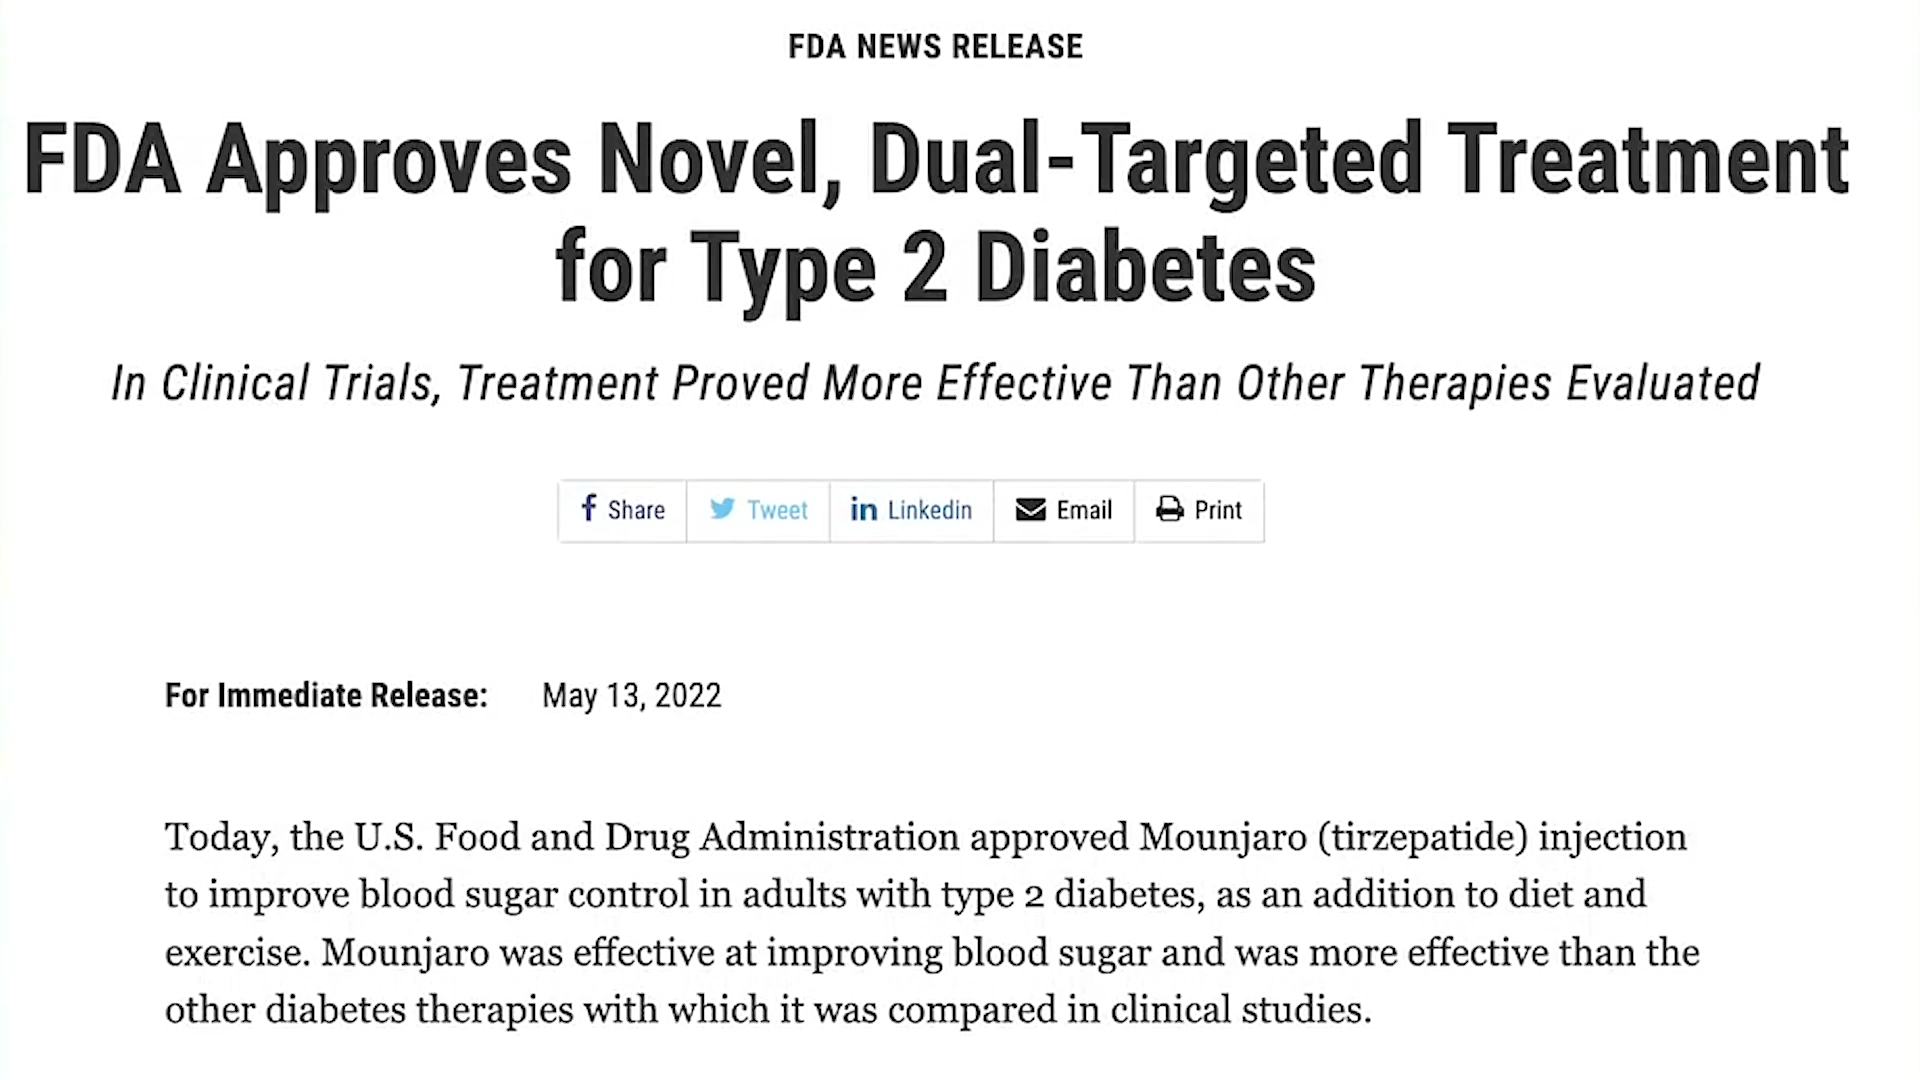 FDA NEWS RELEASE
FDA Approves Novel, Dual-Targeted Treatment
for Type 2 Diabetes
In Clinical Trials, Treatment Proved More Effective Than Other Therapies Evaluated
f Share Tweet in Linkedin Email Print
For Immediate Release: May 13, 2022
Today, the U.S. Food and Drug Administration approved Mounjaro (tirzepatide) injection
to improve blood sugar control in adults with type 2 diabetes, as an addition to diet and
exercise. Mounjaro was effective at improving blood sugar and was more effective than the
other diabetes therapies with which it was compared in clinical studies.